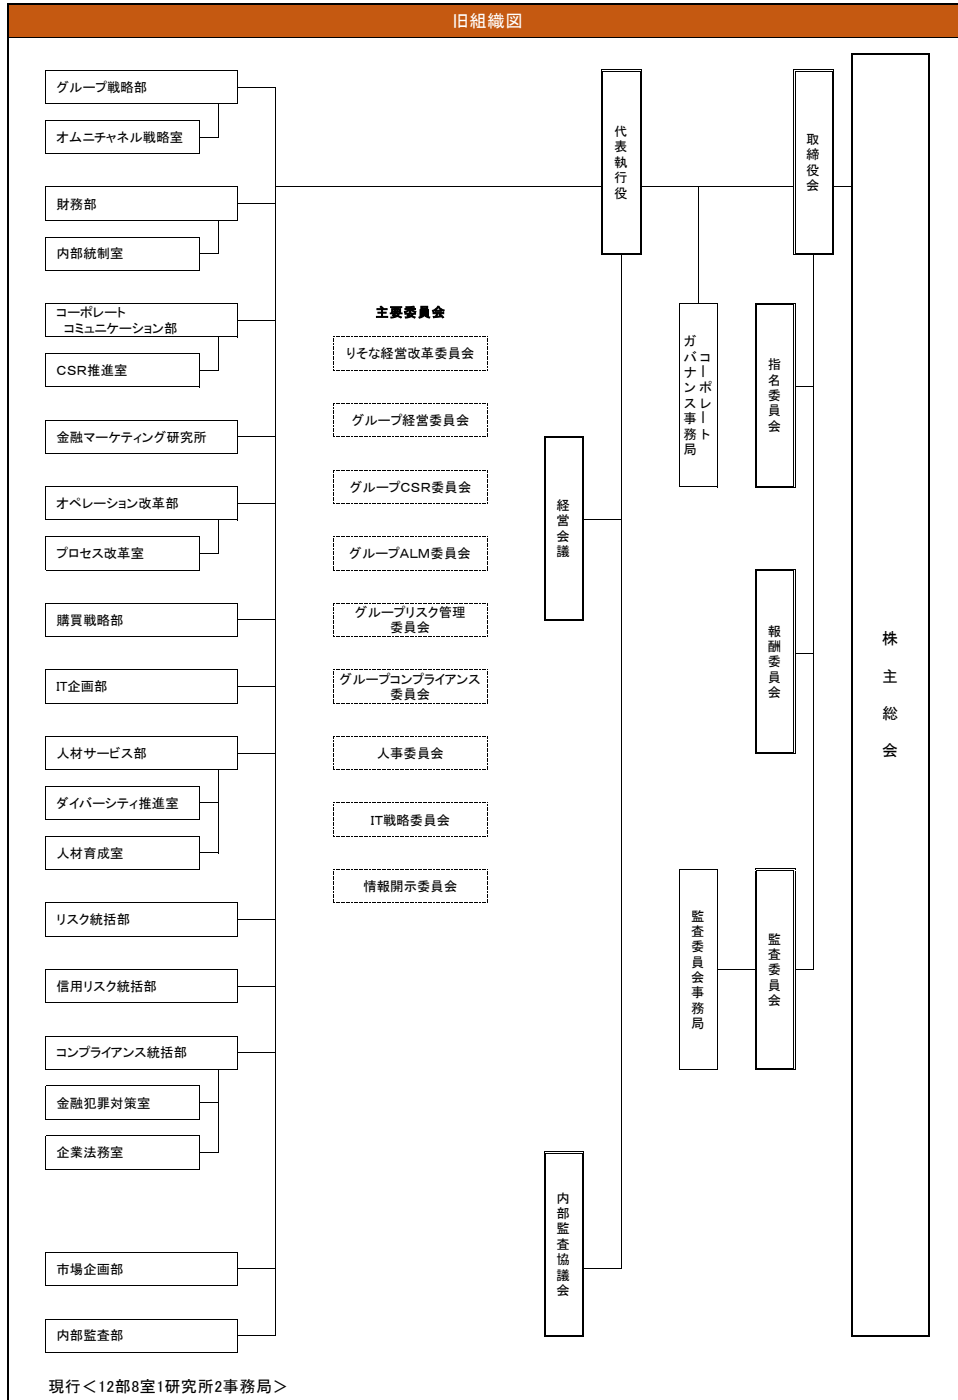 旧組織図
グループ戦略部
オムニチャネル戦略室
財務部
内部統制室
コーポレート
コミュニケーション部
CSR推進室
金融マーケティング研究所
オペレーション改革部
プロセス改革室
購買戦略部
IT企画部
人材サービス部
ダイバーシティ推進室
人材育成室
リスク統括部
信用リスク統括部
コンプライアンス統括部
金融犯罪対策室
企業法務室
市場企画部
内部監査部
主要委員会
りそな経営改革委員会
グループ経営委員会
グループCSR委員会
グループALM委員会
グループリスク管理
委員会
グループコンプライアンス
委員会
人事委員会
IT戦略委員会
情報開示委員会
経営会議
内部監査協議会
代表執行役
コーポレート
ガバナンス事務局
監査委員会事務局
取締役会
指名委員会
報酬委員会
監査委員会
株主総会
現行＜12部8室1研究所2事務局＞